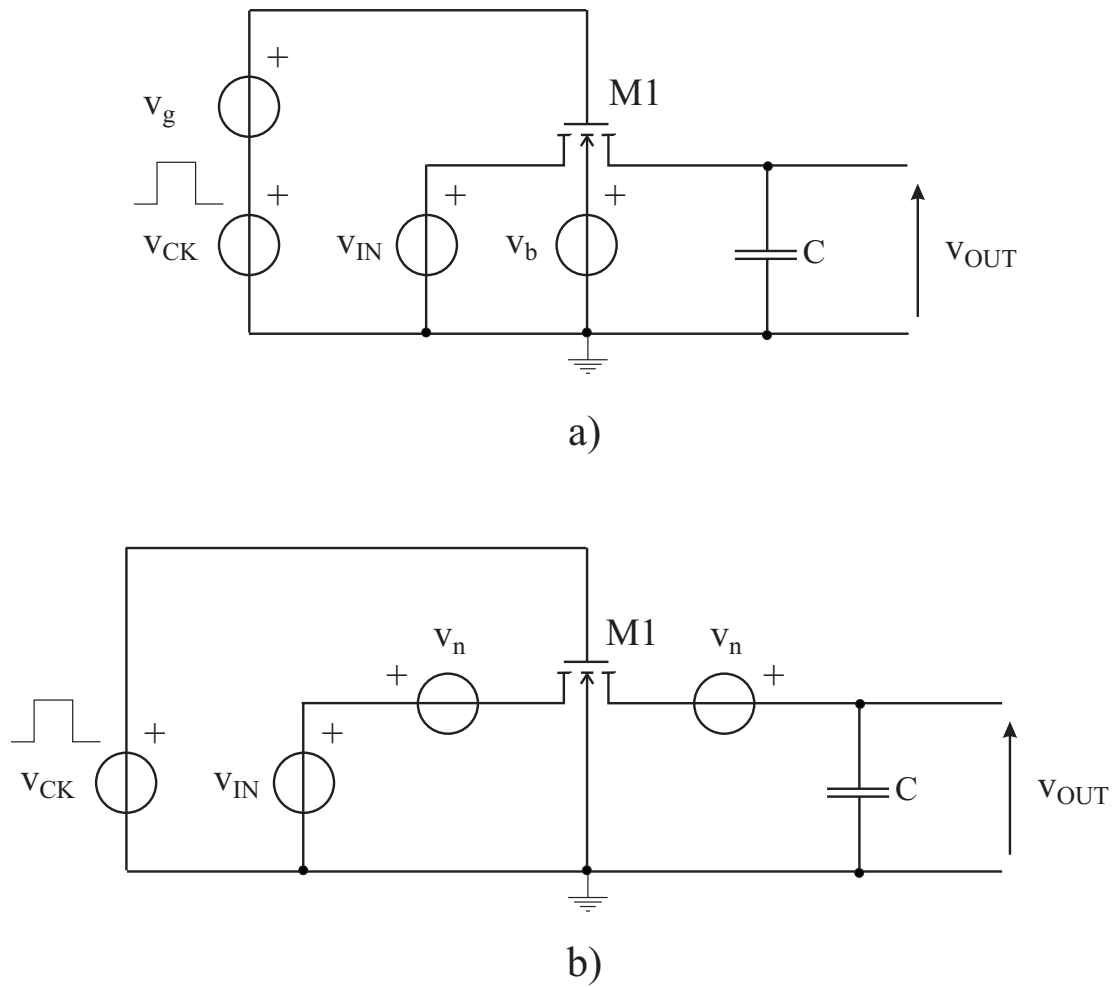 +
M1
v_g
+
+
+
v_CK
v_IN
v_b
C
v_OUT
a)
M1
v_n
v_n
+
+
+
+
v_CK
v_IN
C
v_OUT
b)